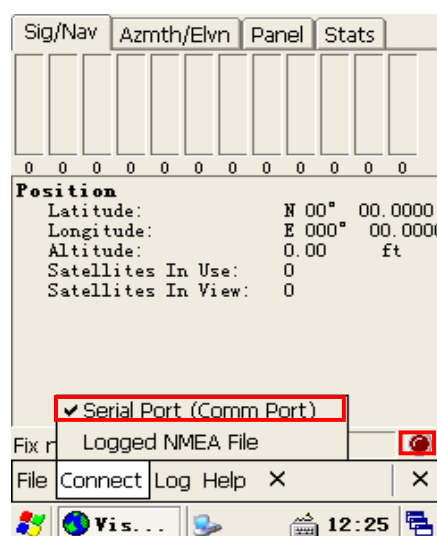 Sig/Nav Azmth/Elvn Panel Stats
0 0 0 0 0 0 0 0 0 0 0 0
Position
Latitude: N 00° 00.0000
Longitude: E 000° 00.000
Altitude: 0.00 ft
Satellites In Use: 0
Satellites In View: 0
✔ Serial Port (Comm Port)
Logged NMEA File
Fix
File Connect Log Help × ×
Vis... 12:25